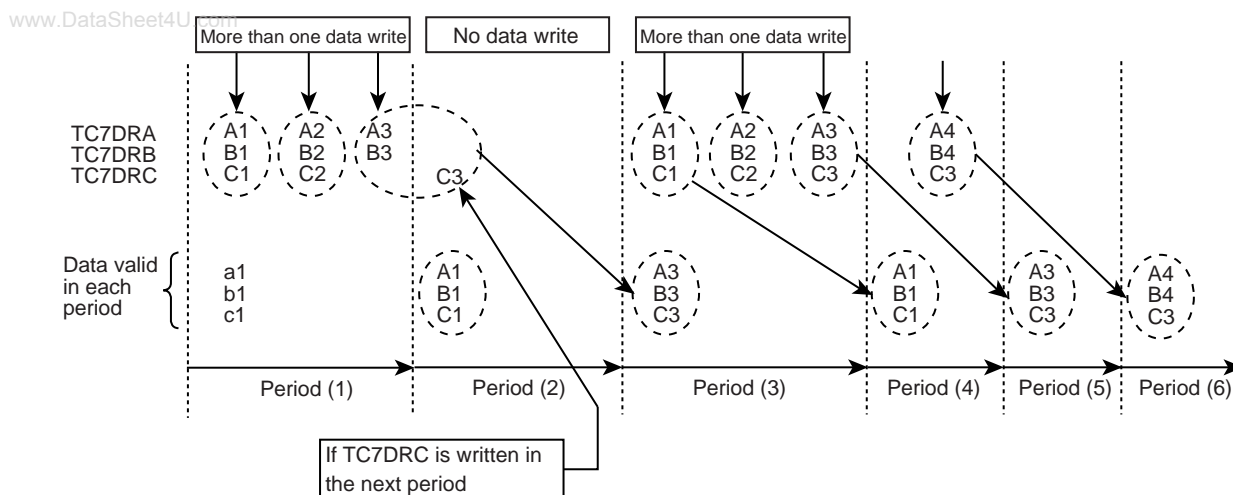 www.DataSheet4U.com
More than one data write
No data write
More than one data write
TC7DRA
TC7DRB
TC7DRC
A1
B1
C1
A2
B2
C2
A3
B3
C3
A1
B1
C1
A2
B2
C2
A3
B3
C3
A4
B4
C3
Data valid
in each
period
a1
b1
c1
A1
B1
C1
A3
B3
C3
A1
B1
C1
A3
B3
C3
A4
B4
C3
Period (1)
Period (2)
Period (3)
Period (4)
Period (5)
Period (6)
If TC7DRC is written in
the next period